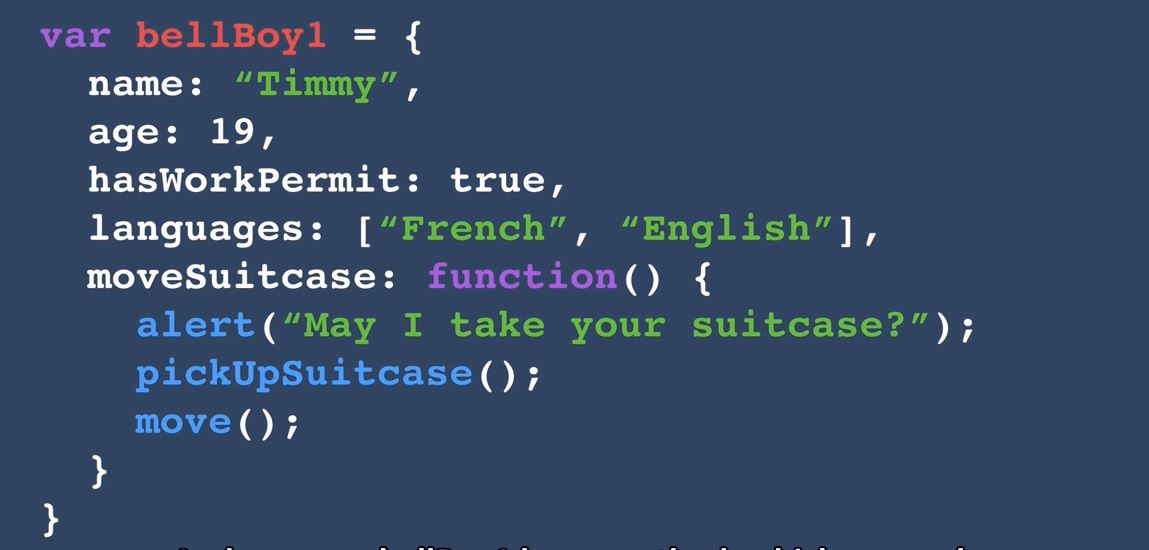 var bellBoy1 = {
name: “Timmy”,
age: 19,
hasWorkPermit: true,
languages: [“French”, “English”],
moveSuitcase: function() {
alert(“May I take your suitcase?”);
pickUpSuitcase();
move();
}
}